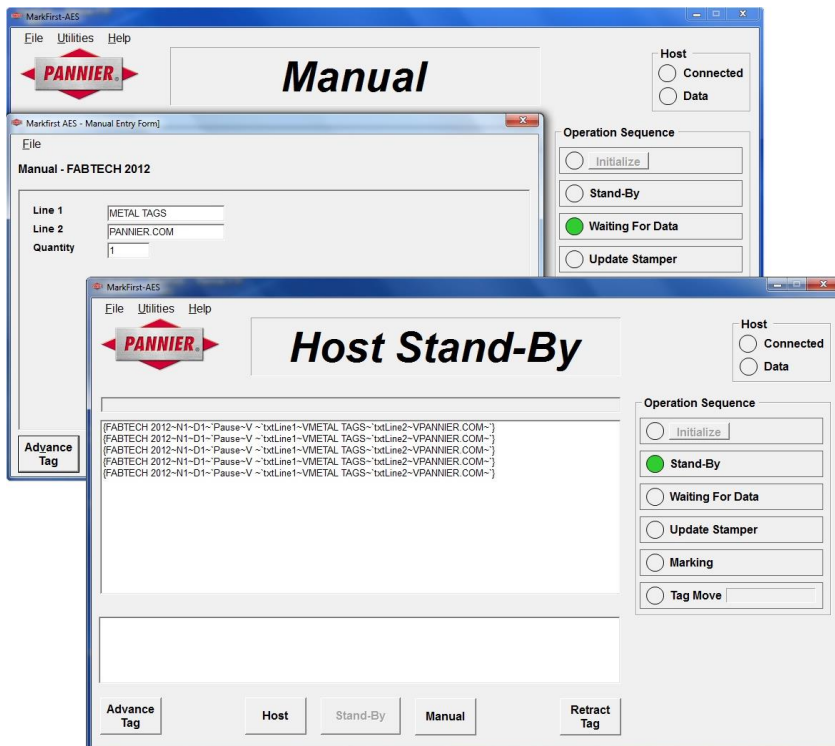 MarkFirst-AES
File Utilities Help
PANNIER®
Manual
Host
Connected
Data
Markfirst AES - Manual Entry Form]
File
Manual - FABTECH 2012
Line 1 METAL TAGS
Line 2 PANNIER.COM
Quantity 1
Advance
Tag
Operation Sequence
Initialize
Stand-By
Waiting For Data
Update Stamper
MarkFirst-AES
File Utilities Help
PANNIER®
Host Stand-By
Host
Connected
Data
{FABTECH 2012~N1~D1~`Pause~V ~`txtLine1~VMETAL TAGS~`txtLine2~VPANNIER.COM~`}
{FABTECH 2012~N1~D1~`Pause~V ~`txtLine1~VMETAL TAGS~`txtLine2~VPANNIER.COM~`}
{FABTECH 2012~N1~D1~`Pause~V ~`txtLine1~VMETAL TAGS~`txtLine2~VPANNIER.COM~`}
{FABTECH 2012~N1~D1~`Pause~V ~`txtLine1~VMETAL TAGS~`txtLine2~VPANNIER.COM~`}
{FABTECH 2012~N1~D1~`Pause~V ~`txtLine1~VMETAL TAGS~`txtLine2~VPANNIER.COM~`}
Operation Sequence
Initialize
Stand-By
Waiting For Data
Update Stamper
Marking
Tag Move
Advance
Tag
Host
Stand-By
Manual
Retract
Tag